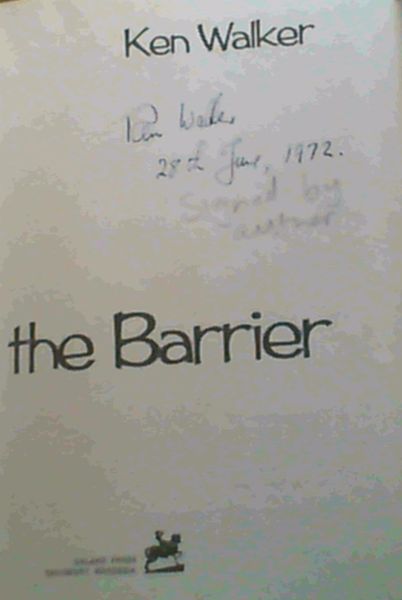 Ken Walker
Ken Walker
28th June, 1972.
Signed by
author
the Barrier